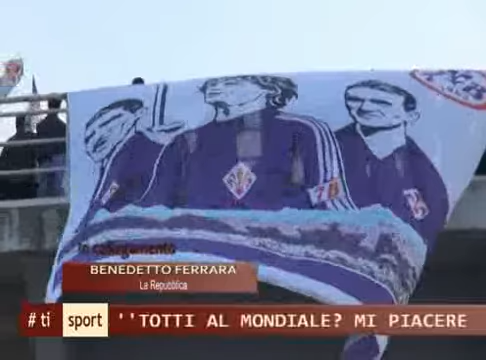 in collegamento
BENEDETTO FERRARA
La Repubblica
#ti sport ''TOTTI AL MONDIALE? MI PIACERE